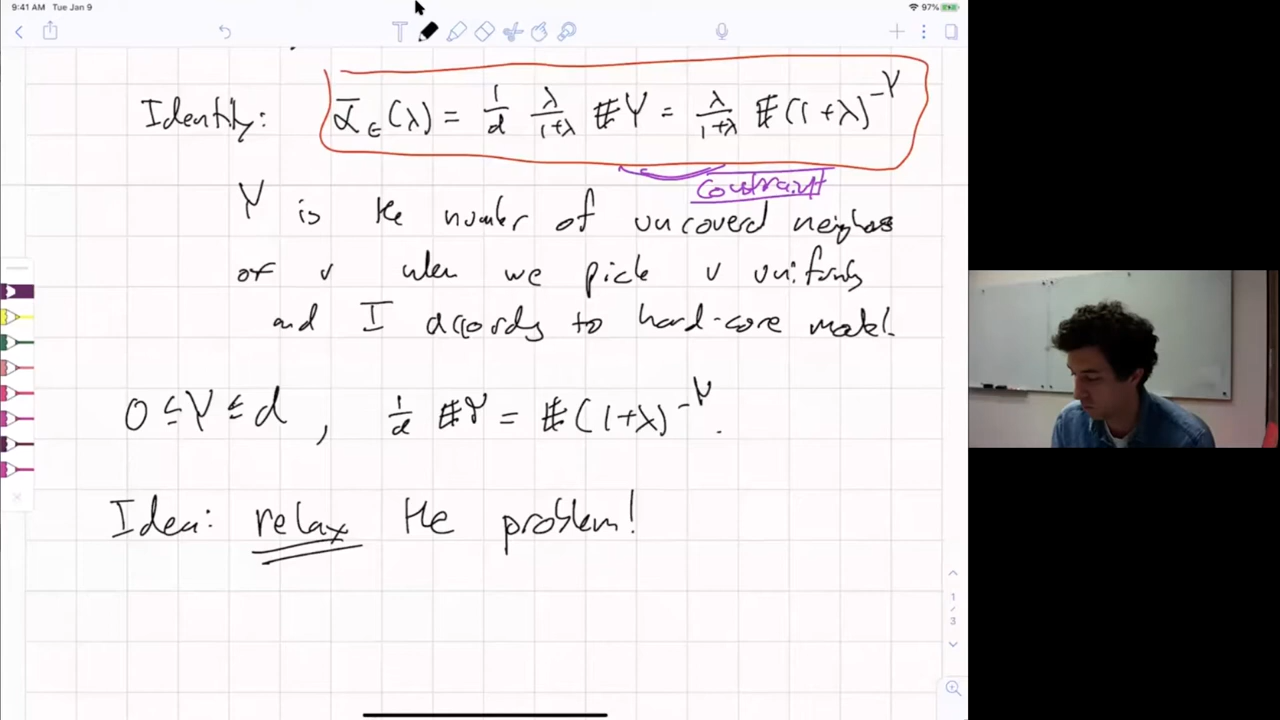 9:41 AM Tue Jan 9
97%
Identity: ᾱ_G(λ) = 1/d λ/(1+λ) 𝔼Y = λ/(1+λ) 𝔼(1+λ)^{-Y}
constraint
Y is the number of uncovered neighbors
of v when we pick v uniformly
and I according to hard-core model.
0 ≤ Y ≤ d, 1/d 𝔼Y = 𝔼(1+λ)^{-Y}.
Idea: relax the problem!
1
/
3